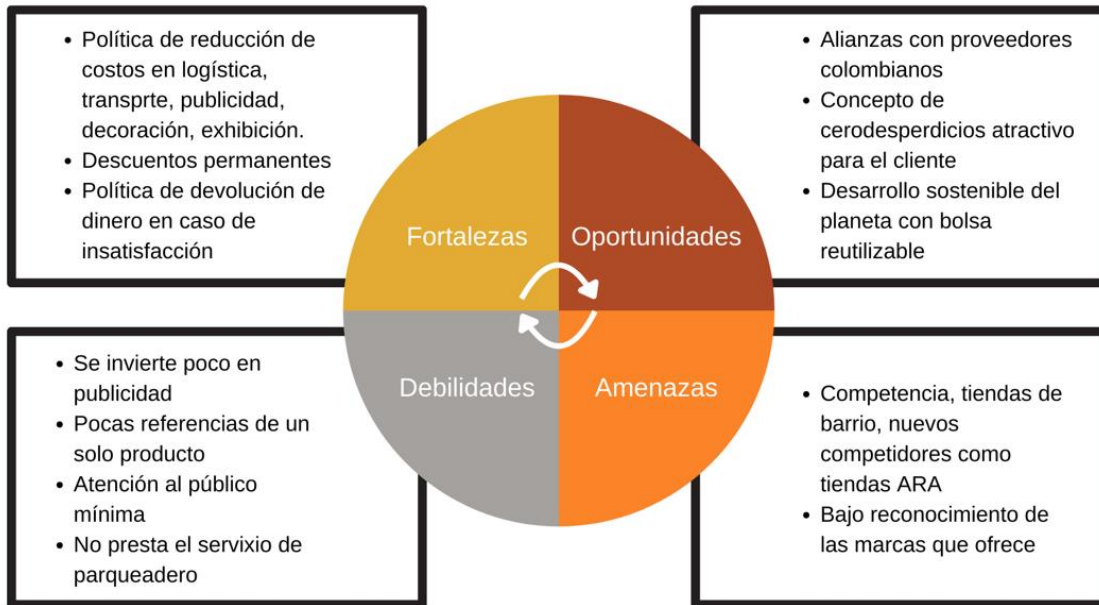 • Política de reducción de
costos en logística,
transprte, publicidad,
decoración, exhibición.
• Descuentos permanentes
• Política de devolución de
dinero en caso de
insatisfacción
• Alianzas con proveedores
colombianos
• Concepto de
cerodesperdicios atractivo
para el cliente
• Desarrollo sostenible del
planeta con bolsa
reutilizable
Fortalezas
Oportunidades
Debilidades
Amenazas
• Se invierte poco en
publicidad
• Pocas referencias de un
solo producto
• Atención al público
mínima
• No presta el servixio de
parqueadero
• Competencia, tiendas de
barrio, nuevos
competidores como
tiendas ARA
• Bajo reconocimiento de
las marcas que ofrece